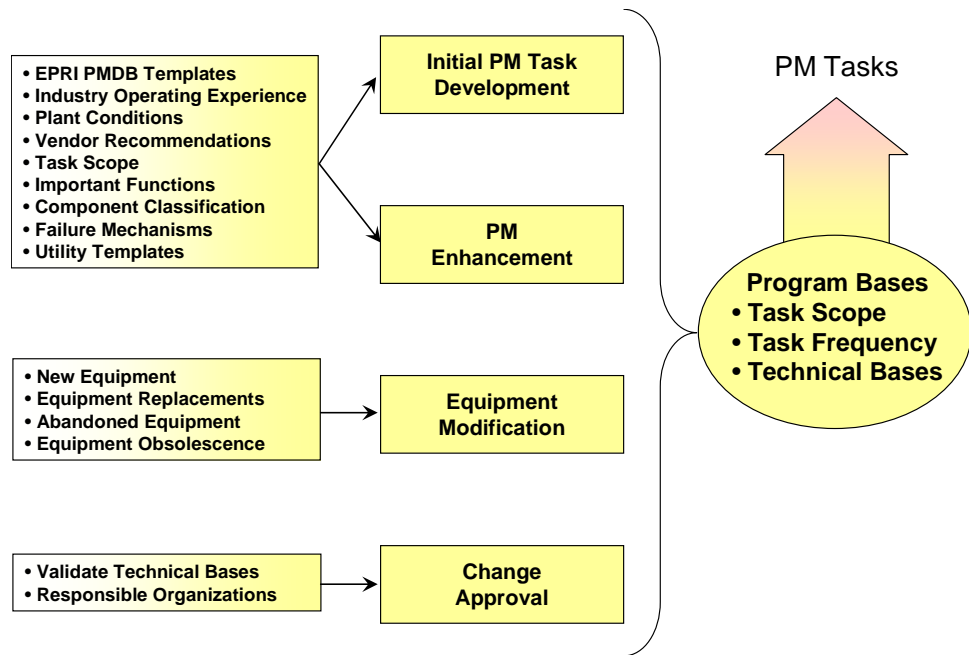 • EPRI PMDB Templates
• Industry Operating Experience
• Plant Conditions
• Vendor Recommendations
• Task Scope
• Important Functions
• Component Classification
• Failure Mechanisms
• Utility Templates
Initial PM Task
Development
PM
Enhancement
• New Equipment
• Equipment Replacements
• Abandoned Equipment
• Equipment Obsolescence
Equipment
Modification
• Validate Technical Bases
• Responsible Organizations
Change
Approval
PM Tasks
Program Bases
• Task Scope
• Task Frequency
• Technical Bases